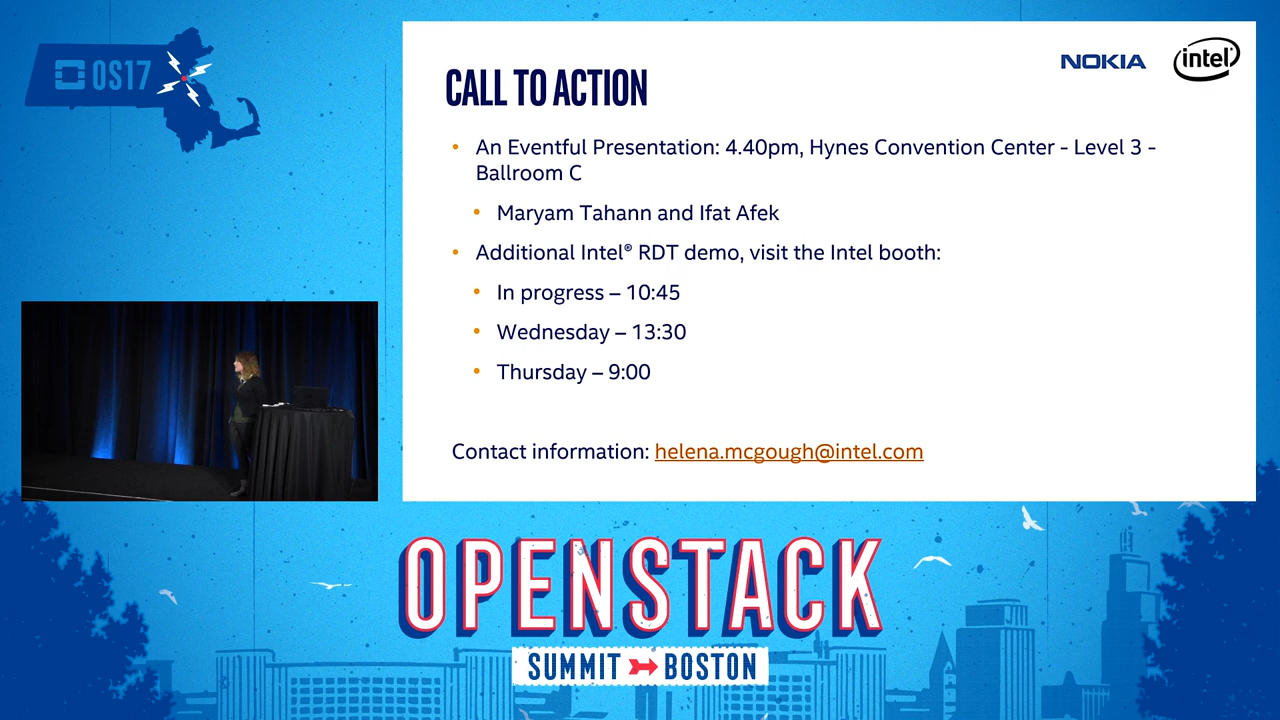 OS17
NOKIA
intel
CALL TO ACTION
• An Eventful Presentation: 4.40pm, Hynes Convention Center - Level 3 -
Ballroom C
• Maryam Tahann and Ifat Afek
• Additional Intel® RDT demo, visit the Intel booth:
• In progress – 10:45
• Wednesday – 13:30
• Thursday – 9:00
Contact information: helena.mcgough@intel.com
OPENSTACK
SUMMIT BOSTON